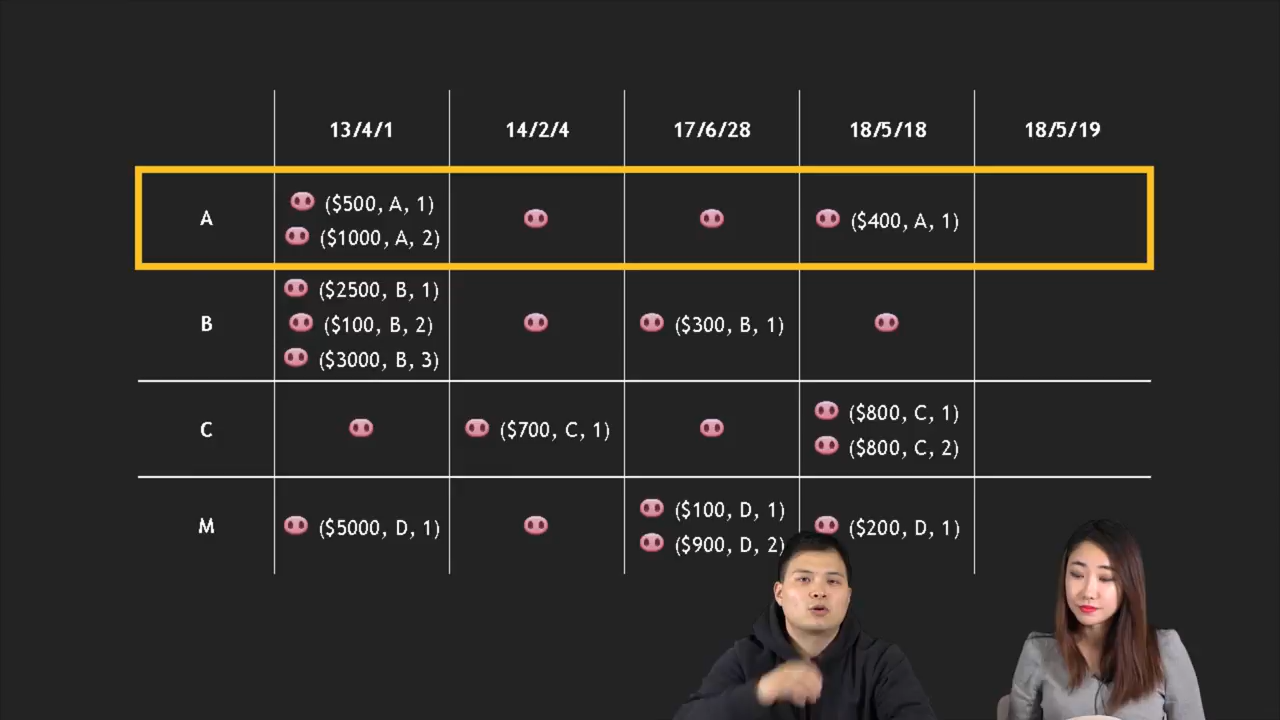 13/4/1 14/2/4 17/6/28 18/5/18 18/5/19
A
($500, A, 1)
($1000, A, 2)
($400, A, 1)
B
($2500, B, 1)
($100, B, 2)
($3000, B, 3)
($300, B, 1)
C
($700, C, 1)
($800, C, 1)
($800, C, 2)
M
($5000, D, 1)
($100, D, 1)
($900, D, 2)
($200, D, 1)